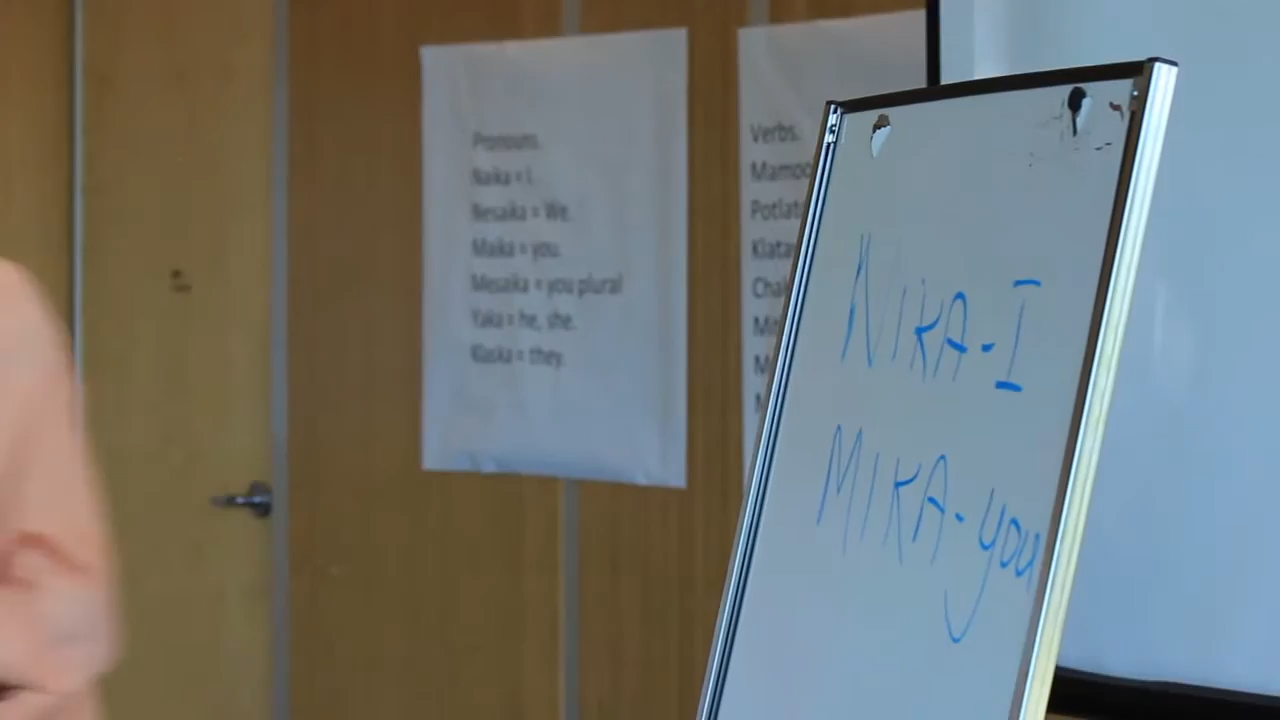 Pronouns.
Naika = I.
Nesaika = We.
Maika = you.
Mesaika = you plural
Yaka = he, she.
Klaska = they.
Verbs.
NIKA-I
MIKA-you